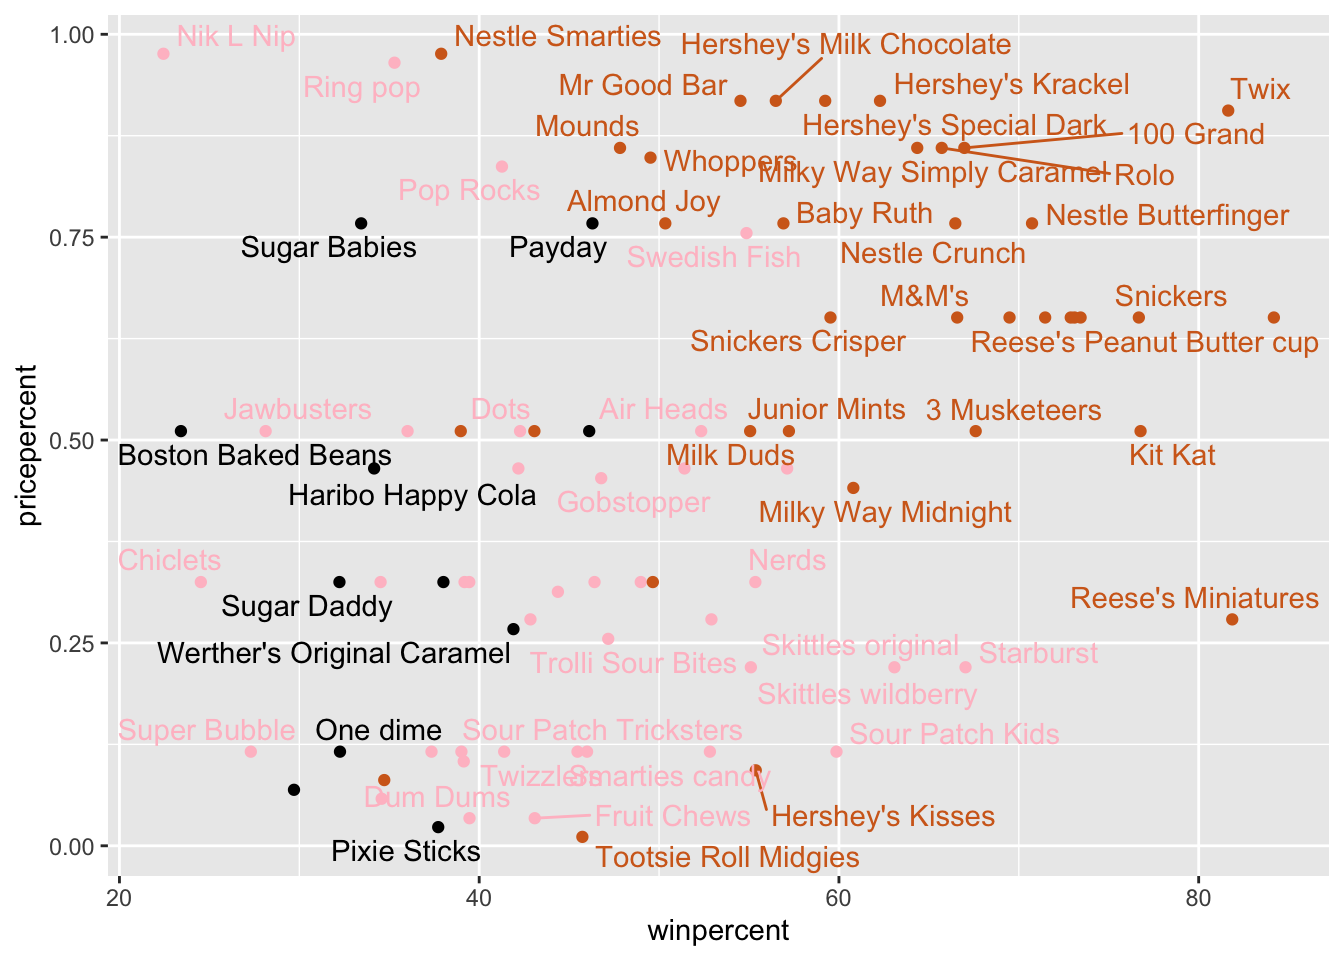 1.00
Nik L Nip
Nestle Smarties
Hershey's Milk Chocolate
Ring pop
Mr Good Bar
Hershey's Krackel
Twix
Mounds
Hershey's Special Dark
100 Grand
Whoppers
Milky Way Simply Caramel
Rolo
Pop Rocks
Almond Joy
Baby Ruth
Nestle Butterfinger
0.75
Sugar Babies
Payday
Swedish Fish
Nestle Crunch
M&M's
Snickers
Snickers Crisper
Reese's Peanut Butter cup
Jawbusters
Dots
Air Heads
Junior Mints
3 Musketeers
0.50
Boston Baked Beans
Milk Duds
Kit Kat
Haribo Happy Cola
Gobstopper
Milky Way Midnight
Chiclets
Nerds
Sugar Daddy
Reese's Miniatures
0.25
Werther's Original Caramel
Trolli Sour Bites
Skittles original
Starburst
Skittles wildberry
Super Bubble
One dime
Sour Patch Tricksters
Sour Patch Kids
Twizzlers
Smarties candy
Dum Dums
Fruit Chews
Hershey's Kisses
0.00
Pixie Sticks
Tootsie Roll Midgies
20
40
60
80
winpercent
pricepercent